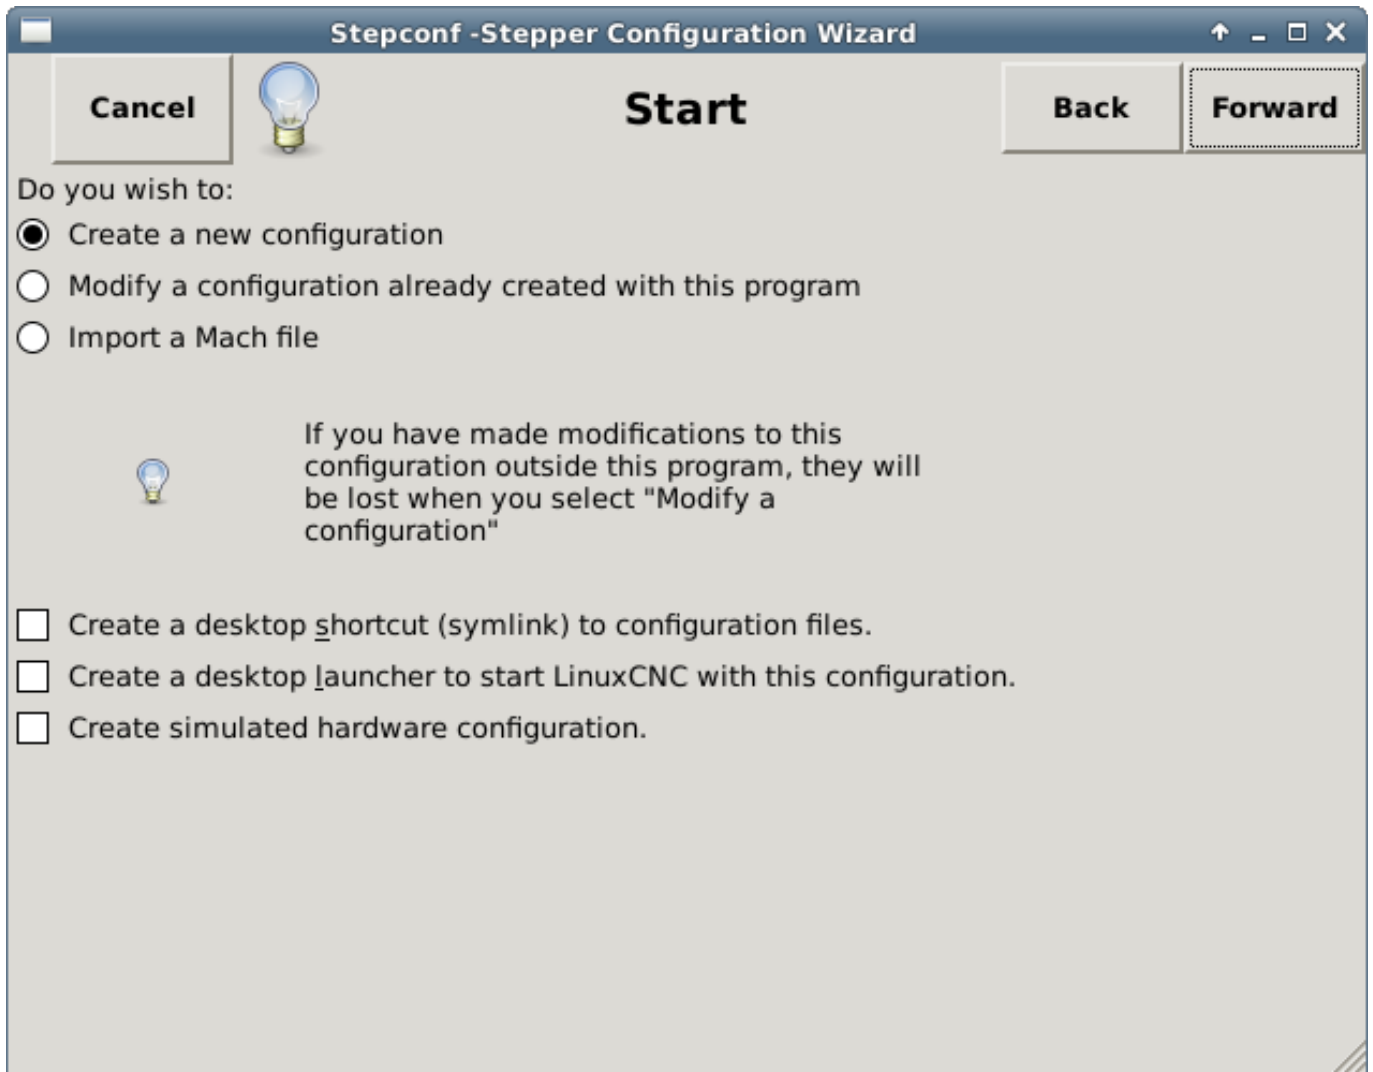 Stepconf -Stepper Configuration Wizard
Cancel
Start
Back
Forward
Do you wish to:
Create a new configuration
Modify a configuration already created with this program
Import a Mach file
If you have made modifications to this
configuration outside this program, they will
be lost when you select "Modify a
configuration"
Create a desktop shortcut (symlink) to configuration files.
Create a desktop launcher to start LinuxCNC with this configuration.
Create simulated hardware configuration.